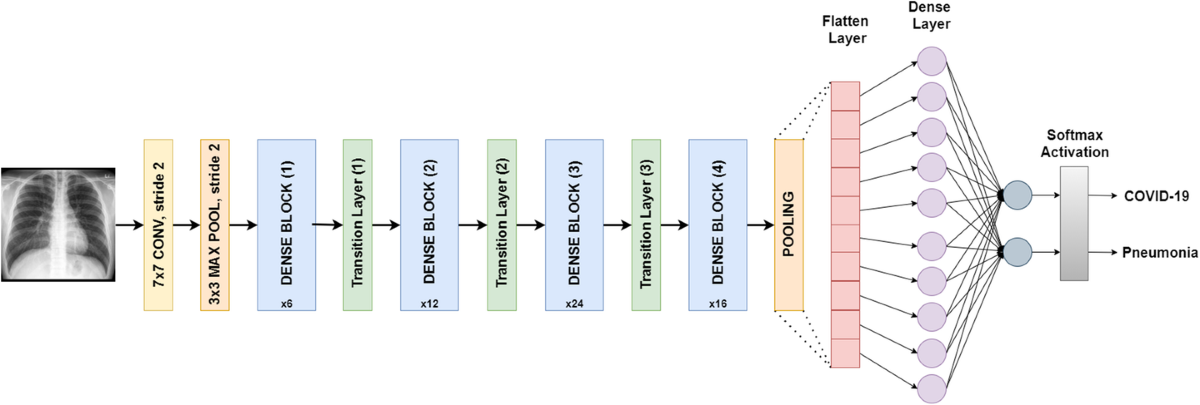 7x7 CONV, stride 2
3x3 MAX POOL, stride 2
DENSE BLOCK (1)
x6
Transition Layer (1)
DENSE BLOCK (2)
x12
Transition Layer (2)
DENSE BLOCK (3)
x24
Transition Layer (3)
DENSE BLOCK (4)
x16
POOLING
Flatten
Layer
Dense
Layer
Softmax
Activation
COVID-19
Pneumonia